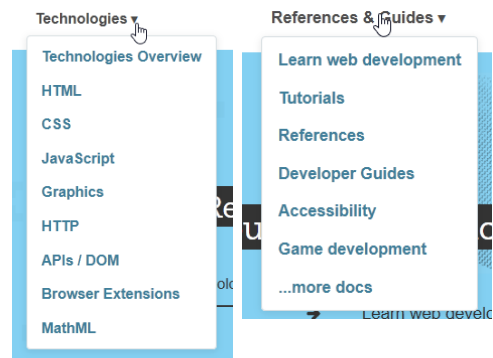 Technologies ▾
Technologies Overview
HTML
CSS
JavaScript
Graphics
HTTP
APIs / DOM
Browser Extensions
MathML
References & Guides ▾
Learn web development
Tutorials
References
Developer Guides
Accessibility
Game development
...more docs
Learn web develo